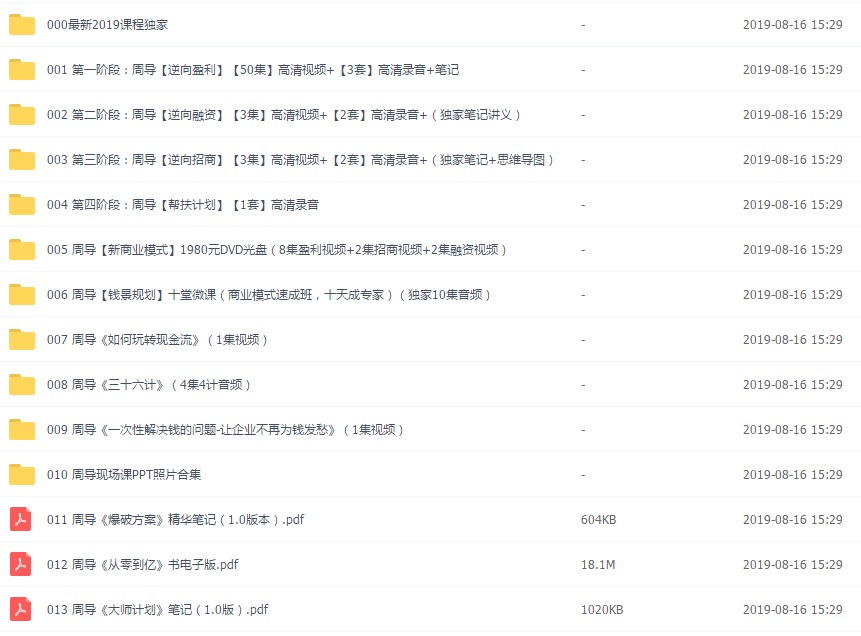 000最新2019课程独家 - 2019-08-16 15:29
001 第一阶段：周导【逆向盈利】【50集】高清视频+【3套】高清录音+笔记 - 2019-08-16 15:29
002 第二阶段：周导【逆向融资】【3集】高清视频+【2套】高清录音+（独家笔记讲义） - 2019-08-16 15:29
003 第三阶段：周导【逆向招商】【3集】高清视频+【2套】高清录音+（独家笔记+思维导图） - 2019-08-16 15:29
004 第四阶段：周导【帮扶计划】【1套】高清录音 - 2019-08-16 15:29
005 周导【新商业模式】1980元DVD光盘（8集盈利视频+2集招商视频+2集融资视频） - 2019-08-16 15:29
006 周导【钱景规划】十堂微课（商业模式速成班，十天成专家）（独家10集音频） - 2019-08-16 15:29
007 周导《如何玩转现金流》（1集视频） - 2019-08-16 15:29
008 周导《三十六计》（4集4计音频） - 2019-08-16 15:29
009 周导《一次性解决钱的问题-让企业不再为钱发愁》（1集视频） - 2019-08-16 15:29
010 周导现场课PPT照片合集 - 2019-08-16 15:29
011 周导《爆破方案》精华笔记（1.0版本）.pdf 604KB 2019-08-16 15:29
012 周导《从零到亿》书电子版.pdf 18.1M 2019-08-16 15:29
013 周导《大师计划》笔记（1.0版）.pdf 1020KB 2019-08-16 15:29